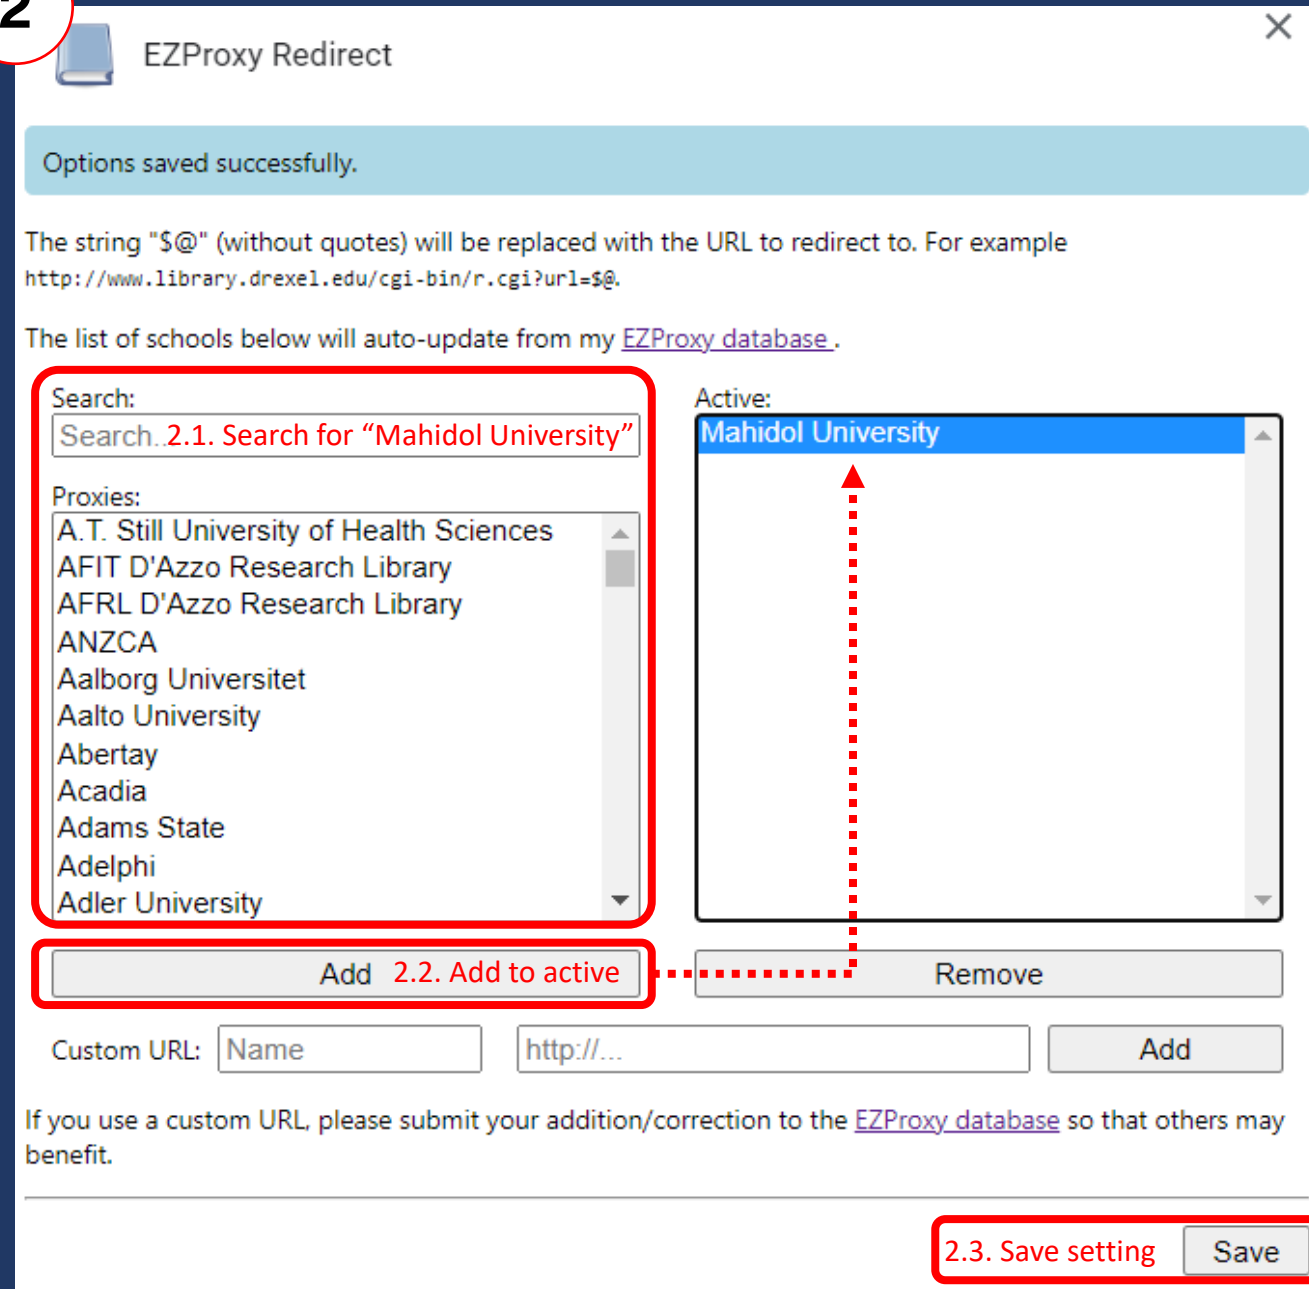 2
EZProxy Redirect
Options saved successfully.
The string "$@" (without quotes) will be replaced with the URL to redirect to. For example
http://www.library.drexel.edu/cgi-bin/r.cgi?url=$@.
The list of schools below will auto-update from my EZProxy database .
Search:
Search.. 2.1. Search for “Mahidol University”
Proxies:
A.T. Still University of Health Sciences
AFIT D'Azzo Research Library
AFRL D'Azzo Research Library
ANZCA
Aalborg Universitet
Aalto University
Abertay
Acadia
Adams State
Adelphi
Adler University
Add 2.2. Add to active
Active:
Mahidol University
Remove
Custom URL: Name http://... Add
If you use a custom URL, please submit your addition/correction to the EZProxy database so that others may
benefit.
2.3. Save setting Save